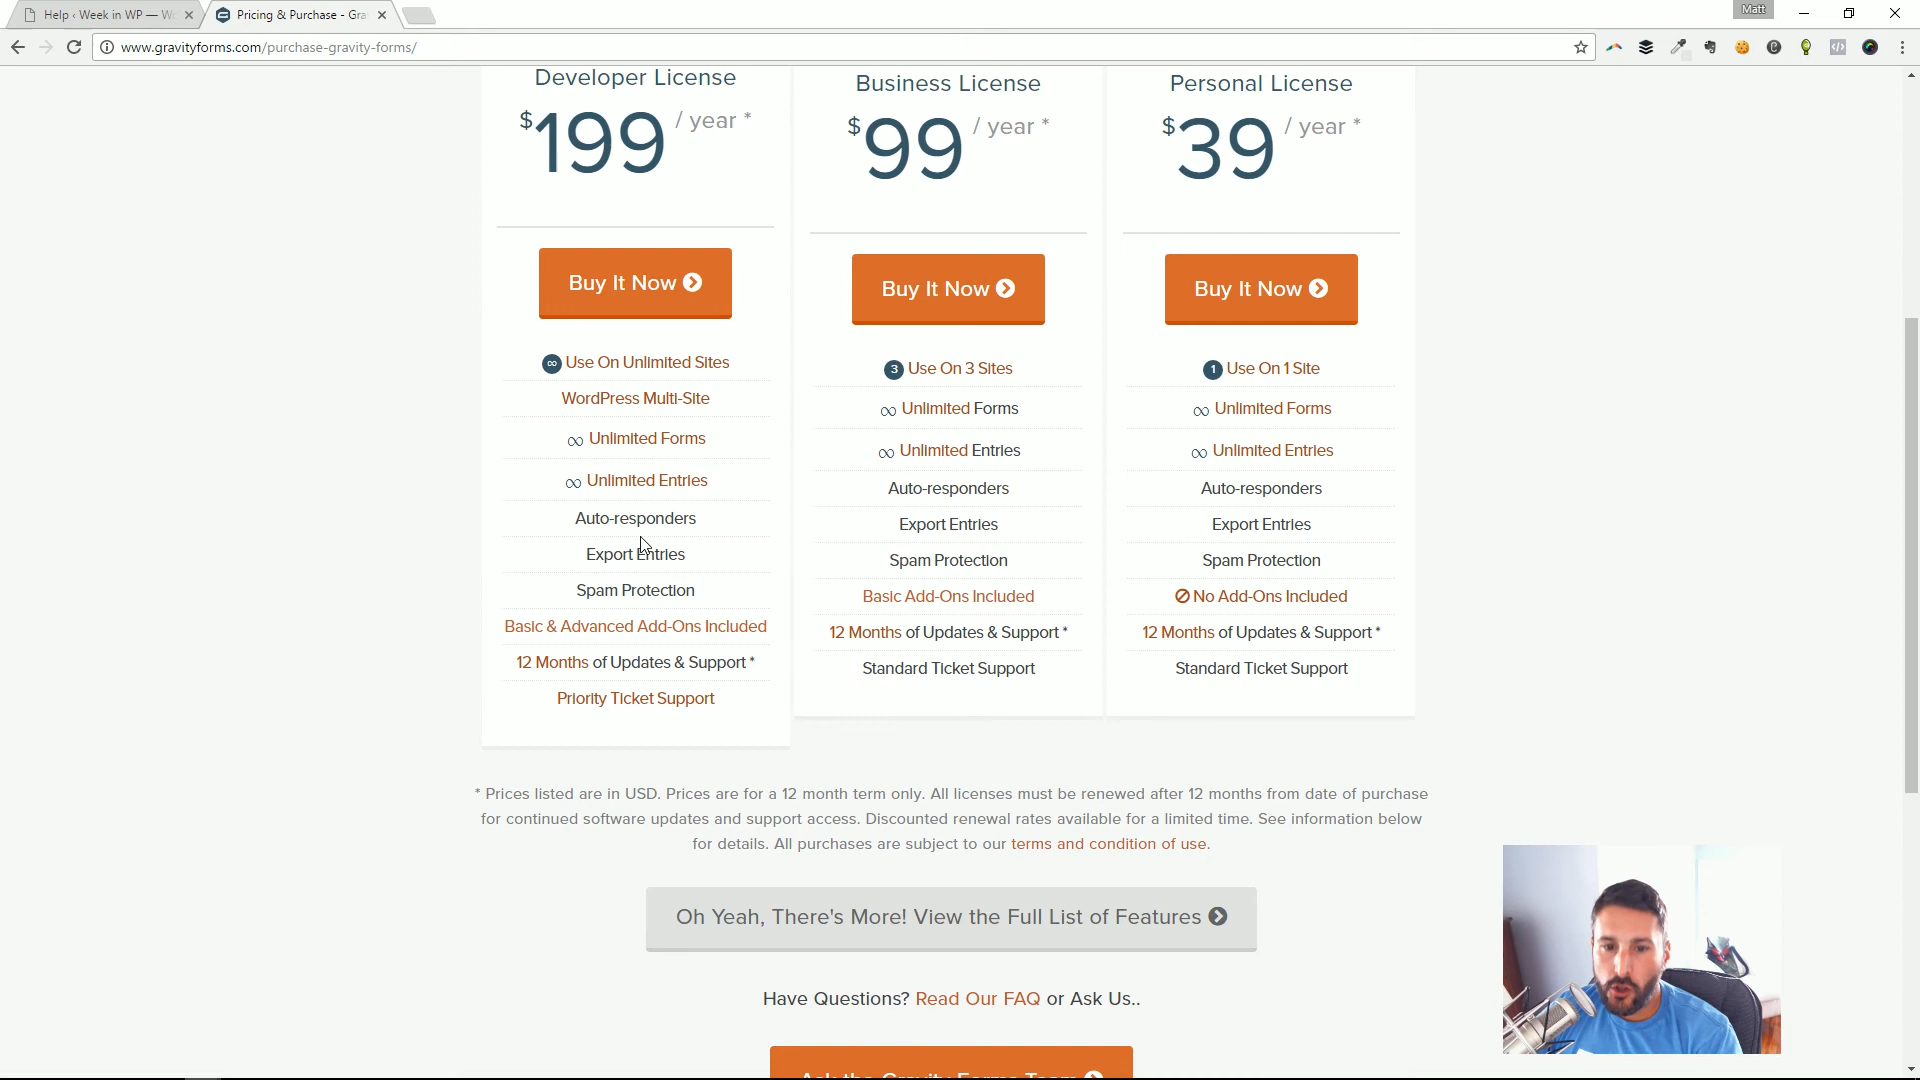 Help ‹ Week in WP — W
Pricing & Purchase - Gra
Matt
www.gravityforms.com/purchase-gravity-forms/
Developer License
$199 / year *
Buy It Now
∞ Use On Unlimited Sites
WordPress Multi-Site
∞ Unlimited Forms
∞ Unlimited Entries
Auto-responders
Export Entries
Spam Protection
Basic & Advanced Add-Ons Included
12 Months of Updates & Support *
Priority Ticket Support
Business License
$99 / year *
Buy It Now
3 Use On 3 Sites
∞ Unlimited Forms
∞ Unlimited Entries
Auto-responders
Export Entries
Spam Protection
Basic Add-Ons Included
12 Months of Updates & Support *
Standard Ticket Support
Personal License
$39 / year *
Buy It Now
1 Use On 1 Site
∞ Unlimited Forms
∞ Unlimited Entries
Auto-responders
Export Entries
Spam Protection
No Add-Ons Included
12 Months of Updates & Support *
Standard Ticket Support
* Prices listed are in USD. Prices are for a 12 month term only. All licenses must be renewed after 12 months from date of purchase
for continued software updates and support access. Discounted renewal rates available for a limited time. See information below
for details. All purchases are subject to our terms and condition of use.
Oh Yeah, There's More! View the Full List of Features
Have Questions? Read Our FAQ or Ask Us..
Ask the Gravity Forms Team